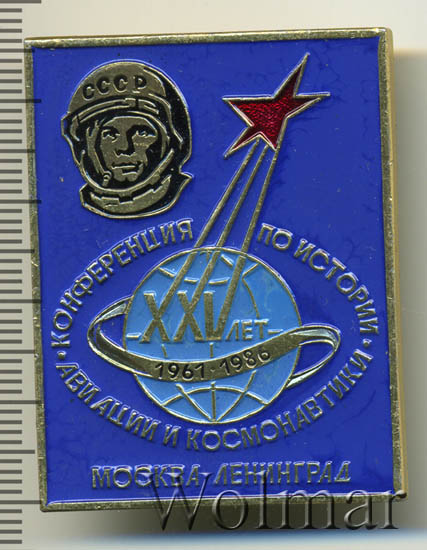 СССР
КОНФЕРЕНЦИЯ ПО ИСТОРИИ
АВИАЦИИ И КОСМОНАВТИКИ
XXV ЛЕТ
1961·1986
МОСКВА-ЛЕНИНГРАД
Wolmar